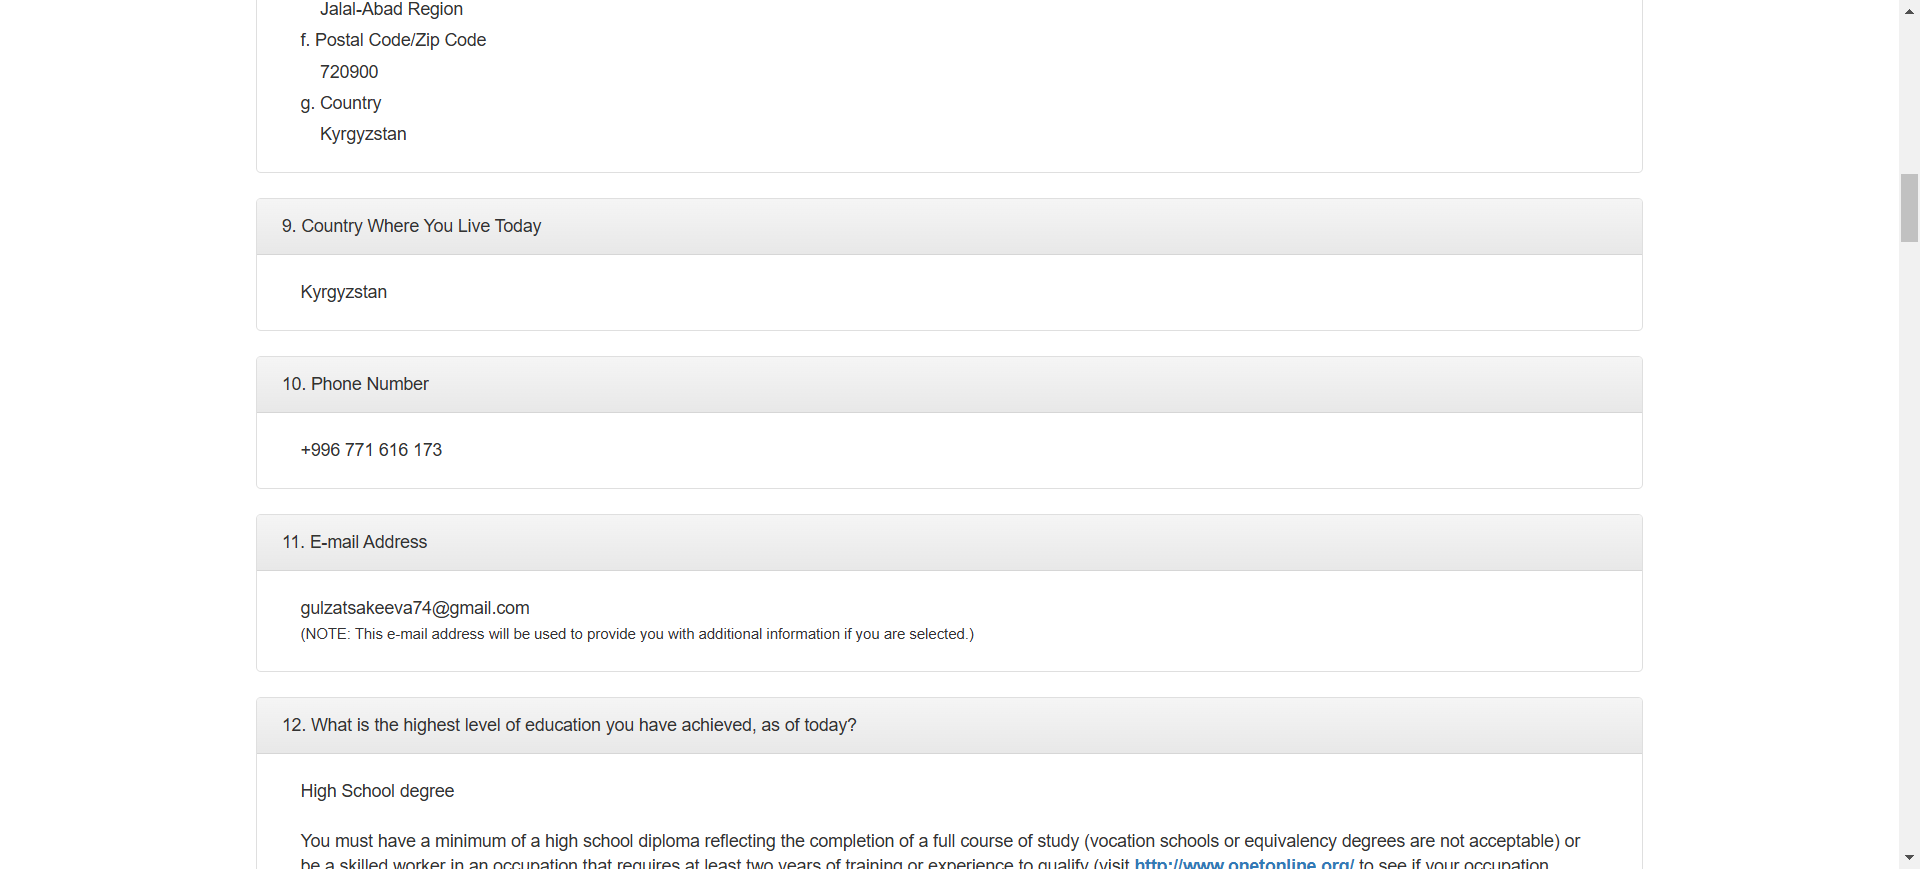 Jalal-Abad Region
f. Postal Code/Zip Code
720900
g. Country
Kyrgyzstan
9. Country Where You Live Today
Kyrgyzstan
10. Phone Number
+996 771 616 173
11. E-mail Address
gulzatsakeeva74@gmail.com
(NOTE: This e-mail address will be used to provide you with additional information if you are selected.)
12. What is the highest level of education you have achieved, as of today?
High School degree
You must have a minimum of a high school diploma reflecting the completion of a full course of study (vocation schools or equivalency degrees are not acceptable) or
be a skilled worker in an occupation that requires at least two years of training or experience to qualify (visit http://www.onetonline.org/ to see if your occupation